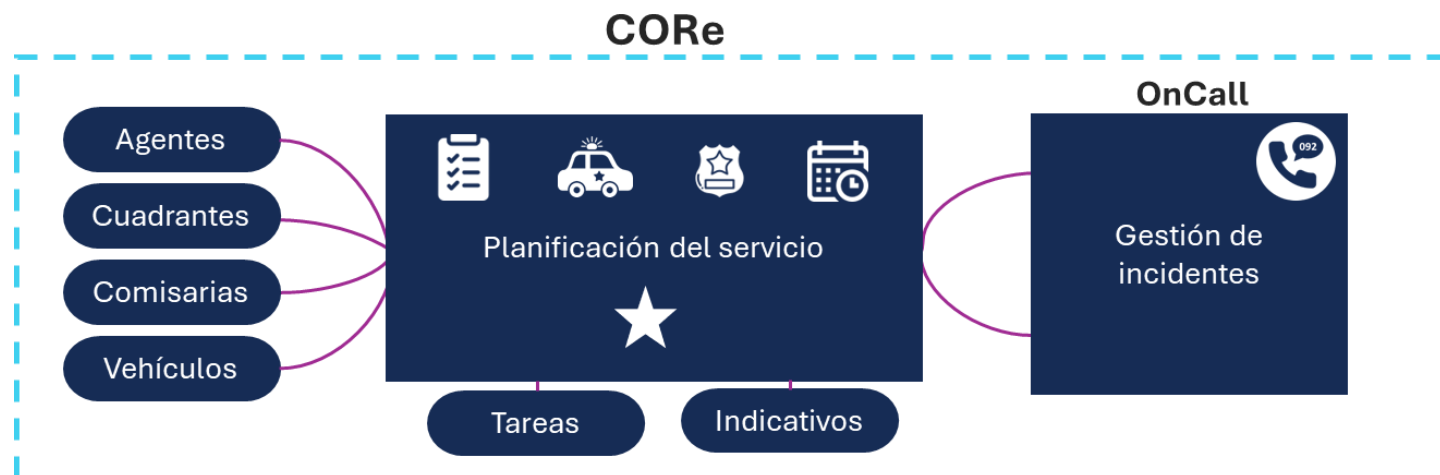 CORe
OnCall
Agentes
Cuadrantes
Comisarias
Vehículos
Planificación del servicio
Tareas
Indicativos
092
Gestión de
incidentes